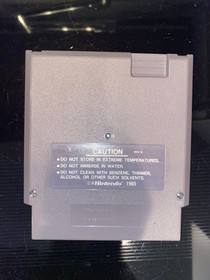 CAUTION
• DO NOT STORE IN EXTREME TEMPERATURES.
• DO NOT IMMERSE IN WATER.
• DO NOT CLEAN WITH BENZENE, THINNER,
ALCOHOL OR OTHER SUCH SOLVENTS.
© Nintendo 1985